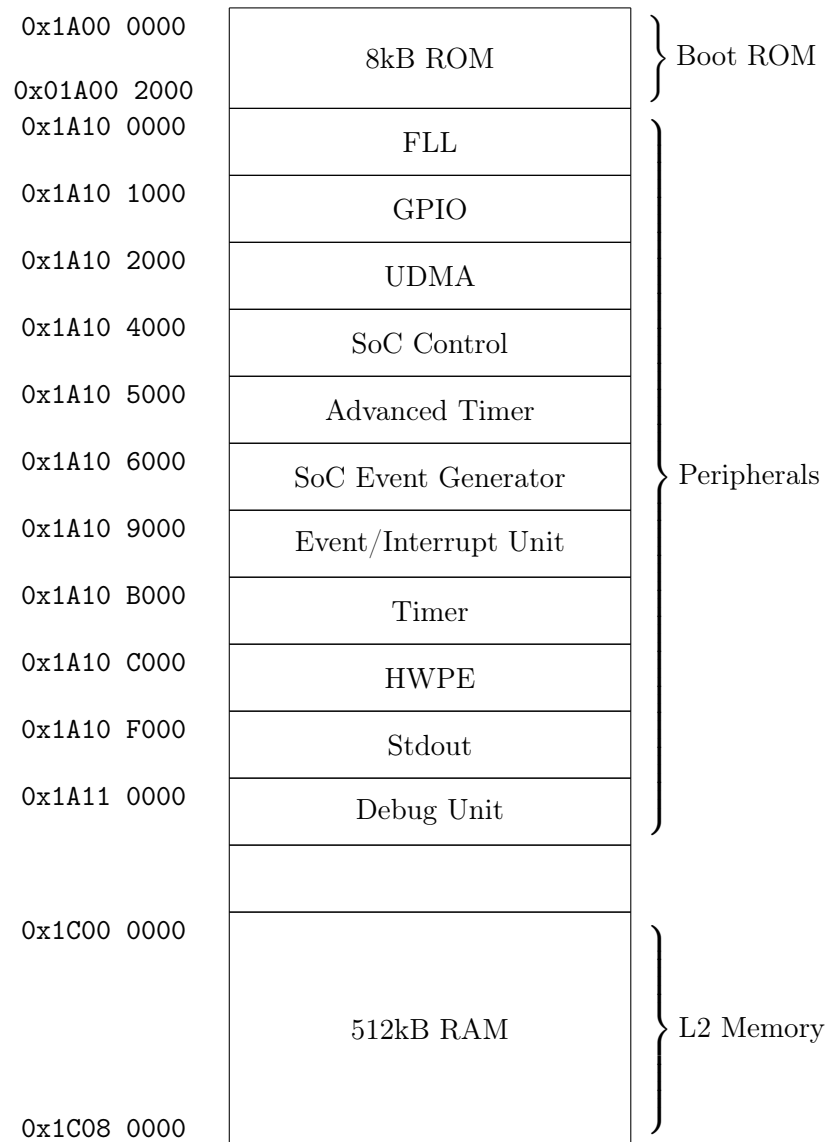 0x1A00 0000
8kB ROM
Boot ROM
0x01A00 2000
0x1A10 0000
FLL
0x1A10 1000
GPIO
0x1A10 2000
UDMA
0x1A10 4000
SoC Control
0x1A10 5000
Advanced Timer
0x1A10 6000
SoC Event Generator
Peripherals
0x1A10 9000
Event/Interrupt Unit
0x1A10 B000
Timer
0x1A10 C000
HWPE
0x1A10 F000
Stdout
0x1A11 0000
Debug Unit
0x1C00 0000
512kB RAM
L2 Memory
0x1C08 0000